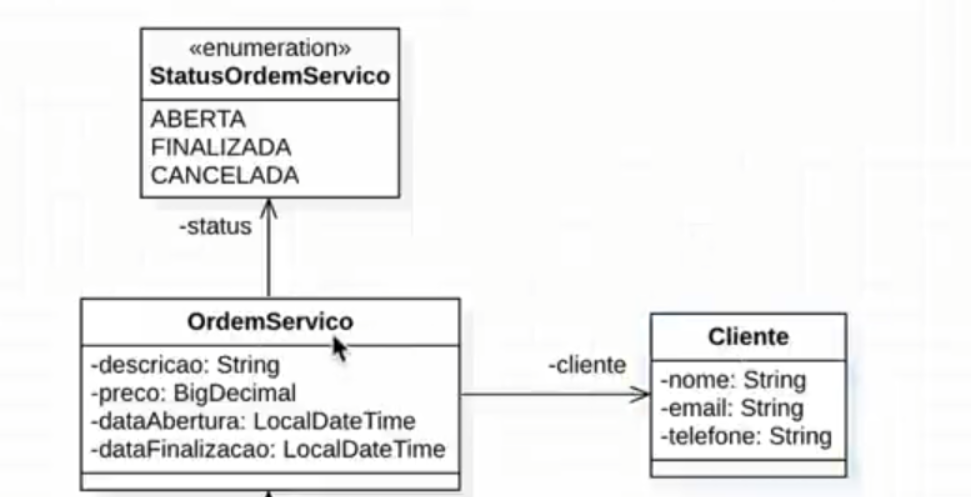 «enumeration»
StatusOrdemServico
ABERTA
FINALIZADA
CANCELADA
-status
OrdemServico
-descricao: String
-preco: BigDecimal
-dataAbertura: LocalDateTime
-dataFinalizacao: LocalDateTime
-cliente
Cliente
-nome: String
-email: String
-telefone: String